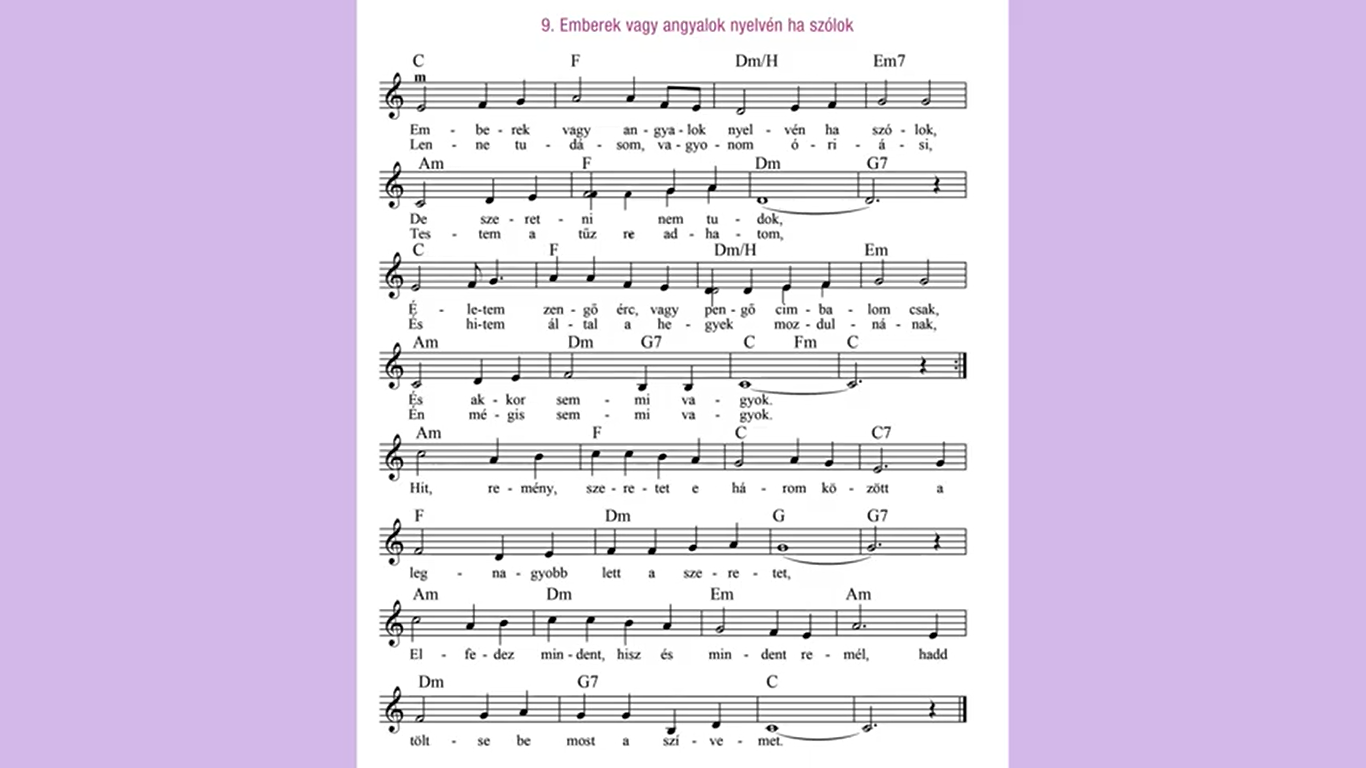 9. Emberek vagy angyalok nyelvén ha szólok
C F Dm/H Em7
m
Em - be - rek vagy an - gya - lok nyel - vén ha szó - lok,
Len - ne tu - dá - som, va - gyo - nom ó - ri - á - si,
Am F Dm G7
De sze - ret - ni nem tu - dok,
Tes - tem a tűz re ad - ha - tom,
C F Dm/H Em
É - le-tem zen - gő érc, vagy pen - gő cim - ba - lom csak,
És hi-tem ál - tal a he - gyek moz - dul - ná - nak,
Am Dm G7 C Fm C
És ak - kor sem - mi va - gyok.
Én mé - gis sem - mi va - gyok.
Am F C C7
Hit, re - mény, sze - re - tet e há - rom kö - zött a
F Dm G G7
leg - na - gyobb lett a sze - re - tet,
Am Dm Em Am
El - fe - dez min - dent, hisz és min - dent re - mél, hadd
Dm G7 C
tölt - se be most a szí - ve - met.